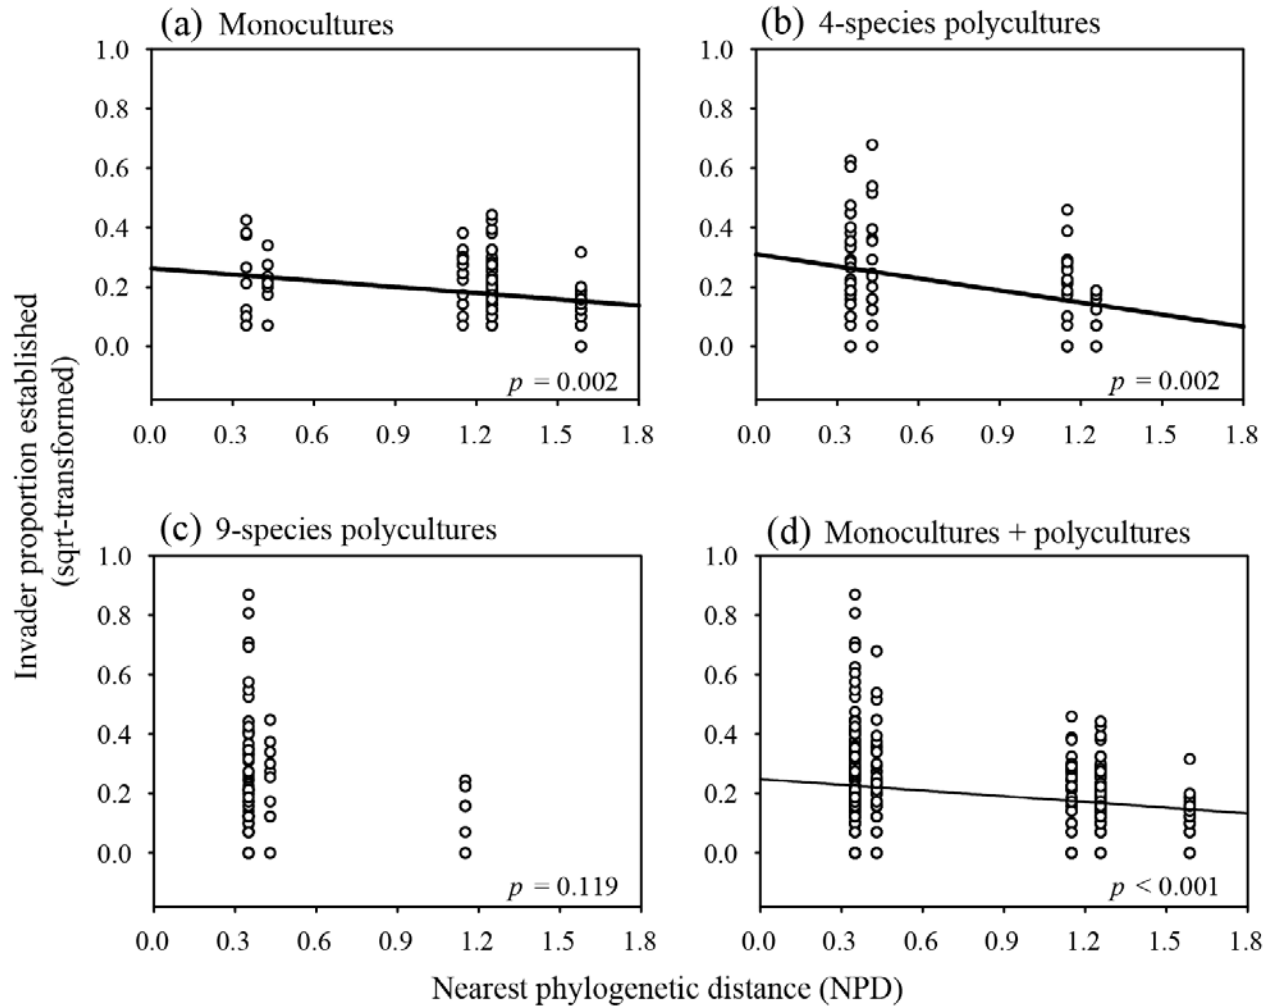 (a) Monocultures
1.0
0.8
0.6
0.4
0.2
0.0
p = 0.002
0.0 0.3 0.6 0.9 1.2 1.5 1.8
(b) 4-species polycultures
1.0
0.8
0.6
0.4
0.2
0.0
p = 0.002
0.0 0.3 0.6 0.9 1.2 1.5 1.8
Invader proportion established
(sqrt-transformed)
(c) 9-species polycultures
1.0
0.8
0.6
0.4
0.2
0.0
p = 0.119
0.0 0.3 0.6 0.9 1.2 1.5 1.8
(d) Monocultures + polycultures
1.0
0.8
0.6
0.4
0.2
0.0
p < 0.001
0.0 0.3 0.6 0.9 1.2 1.5 1.8
Nearest phylogenetic distance (NPD)